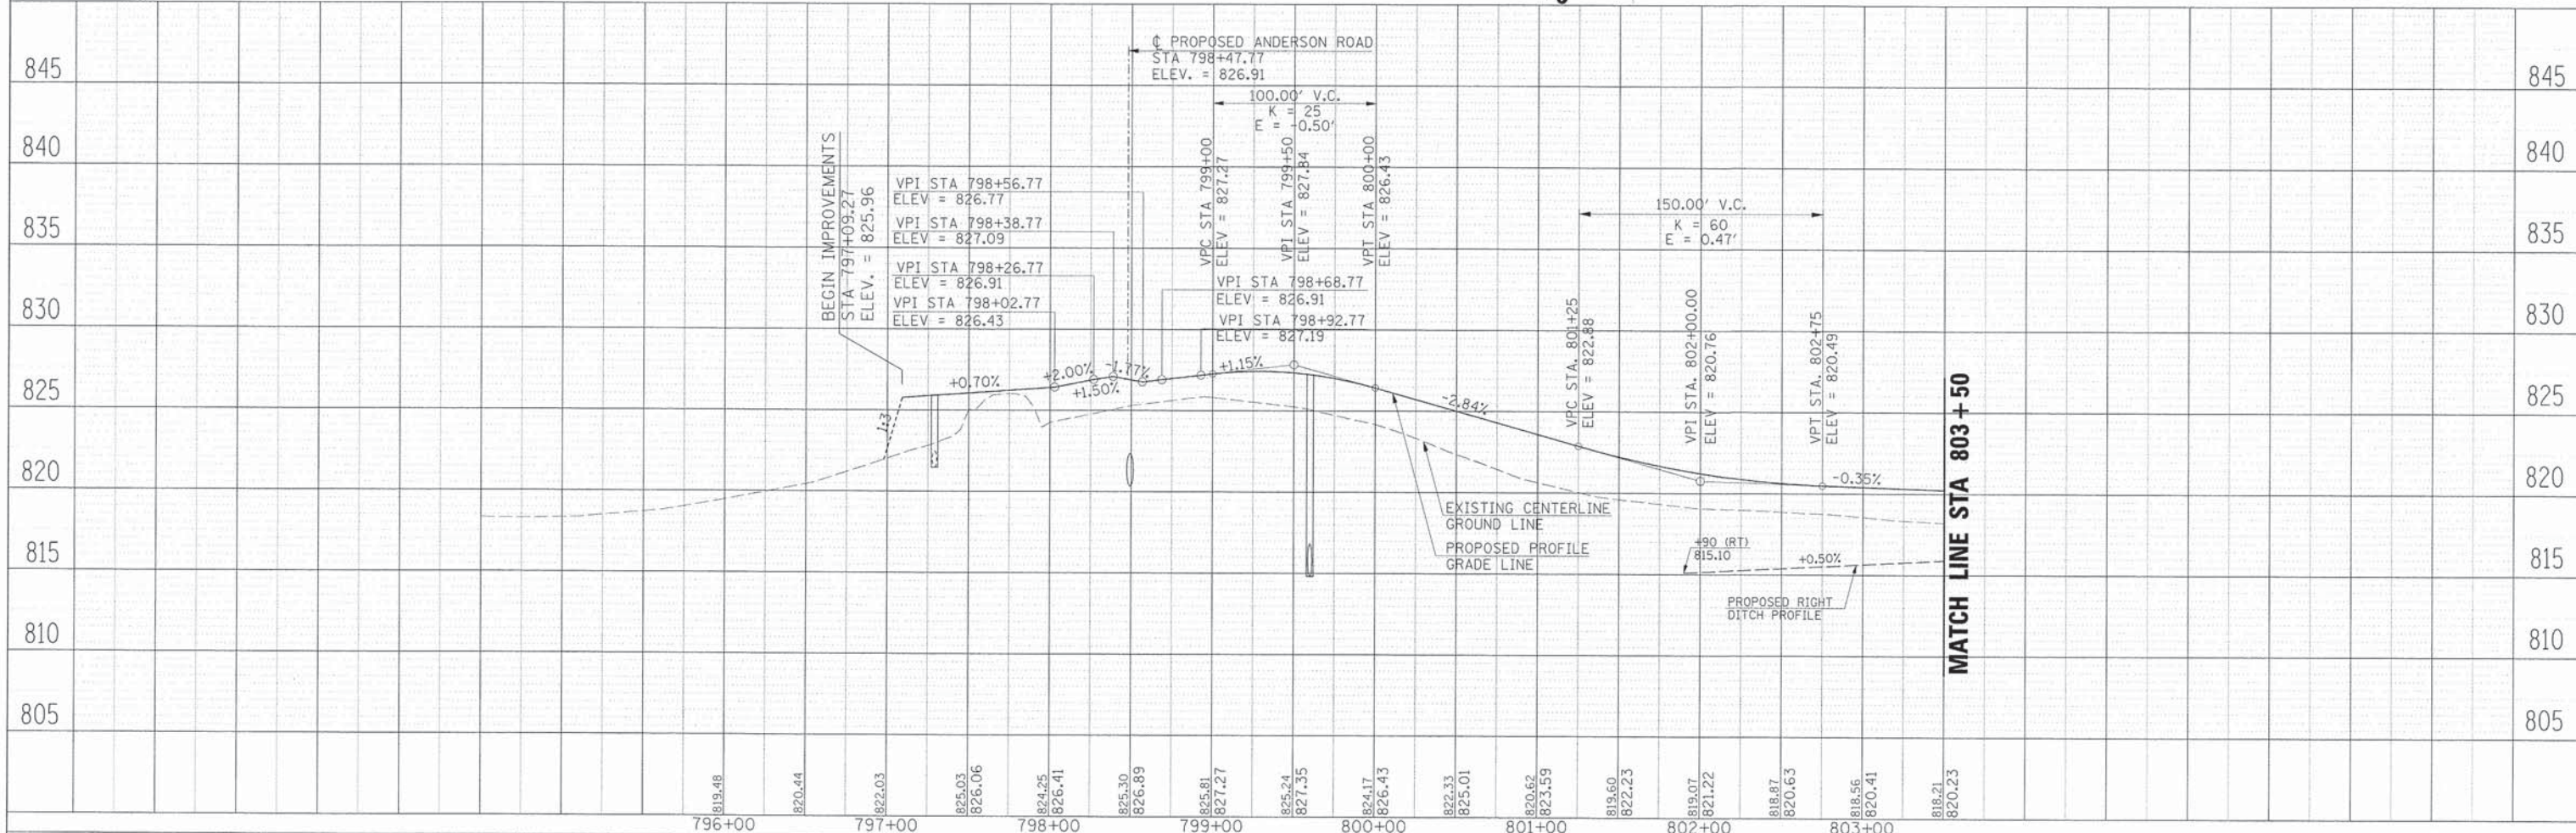 ℄ PROPOSED ANDERSON ROAD
STA 798+47.77
ELEV. = 826.91
100.00' V.C.
K = 25
E = -0.50'
BEGIN IMPROVEMENTS
STA 797+09.27
ELEV. = 825.96
VPI STA 798+56.77
ELEV = 826.77
VPI STA 798+38.77
ELEV = 827.09
VPI STA 798+26.77
ELEV = 826.91
VPI STA 798+02.77
ELEV = 826.43
VPC STA 799+00
ELEV = 827.27
VPI STA 799+50
ELEV = 827.84
VPT STA 800+00
ELEV = 826.43
VPI STA 798+68.77
ELEV = 826.91
VPI STA 798+92.77
ELEV = 827.19
150.00' V.C.
K = 60
E = 0.47'
VPC STA. 801+25
ELEV = 822.88
VPI STA. 802+00.00
ELEV = 820.76
VPT STA. 802+75
ELEV = 820.49
1:3
+0.70%
+2.00%
+1.50%
-1.77%
+1.15%
-2.84%
-0.35%
EXISTING CENTERLINE
GROUND LINE
PROPOSED PROFILE
GRADE LINE
+90 (RT)
815.10
+0.50%
PROPOSED RIGHT
DITCH PROFILE
MATCH LINE STA 803+50
845
840
835
830
825
820
815
810
805
845
840
835
830
825
820
815
810
805
819.48
820.44
822.03
825.03
826.06
824.25
826.41
825.30
826.89
825.81
827.27
825.24
827.35
824.17
826.43
822.33
825.01
820.62
823.59
819.60
822.23
819.07
821.22
818.87
820.63
818.56
820.41
818.21
820.23
796+00
797+00
798+00
799+00
800+00
801+00
802+00
803+00